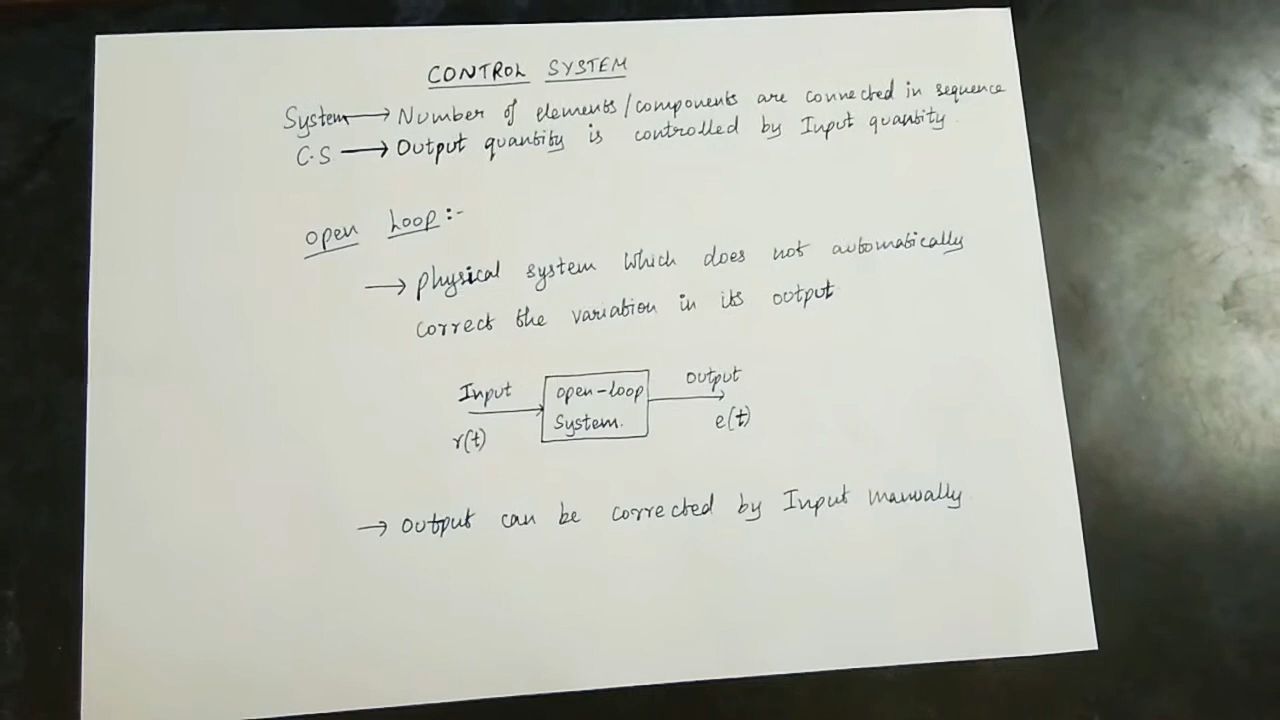 CONTROL SYSTEM
System → Number of elements/components are connected in sequence
C.S → Output quantity is controlled by Input quantity
open Loop:-
→ physical system which does not automatically
correct the variation in its output
Input
open-loop
output
r(t)
System.
e(t)
→ output can be corrected by Input manually